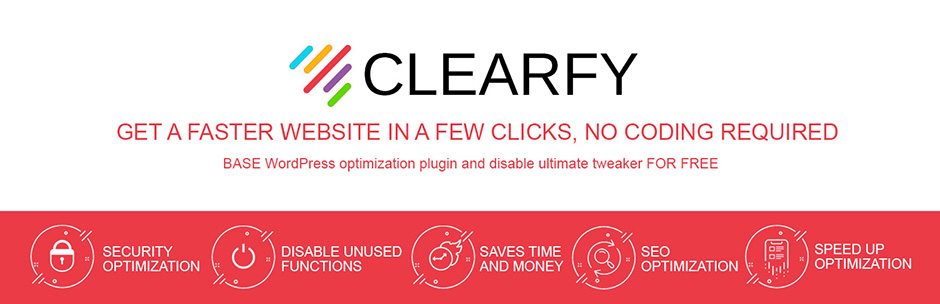 CLEARFY
GET A FASTER WEBSITE IN A FEW CLICKS, NO CODING REQUIRED
BASE WordPress optimization plugin and disable ultimate tweaker FOR FREE
SECURITY
OPTIMIZATION
DISABLE UNUSED
FUNCTIONS
SAVES TIME
AND MONEY
SEO
OPTIMIZATION
SPEED UP
OPTIMIZATION